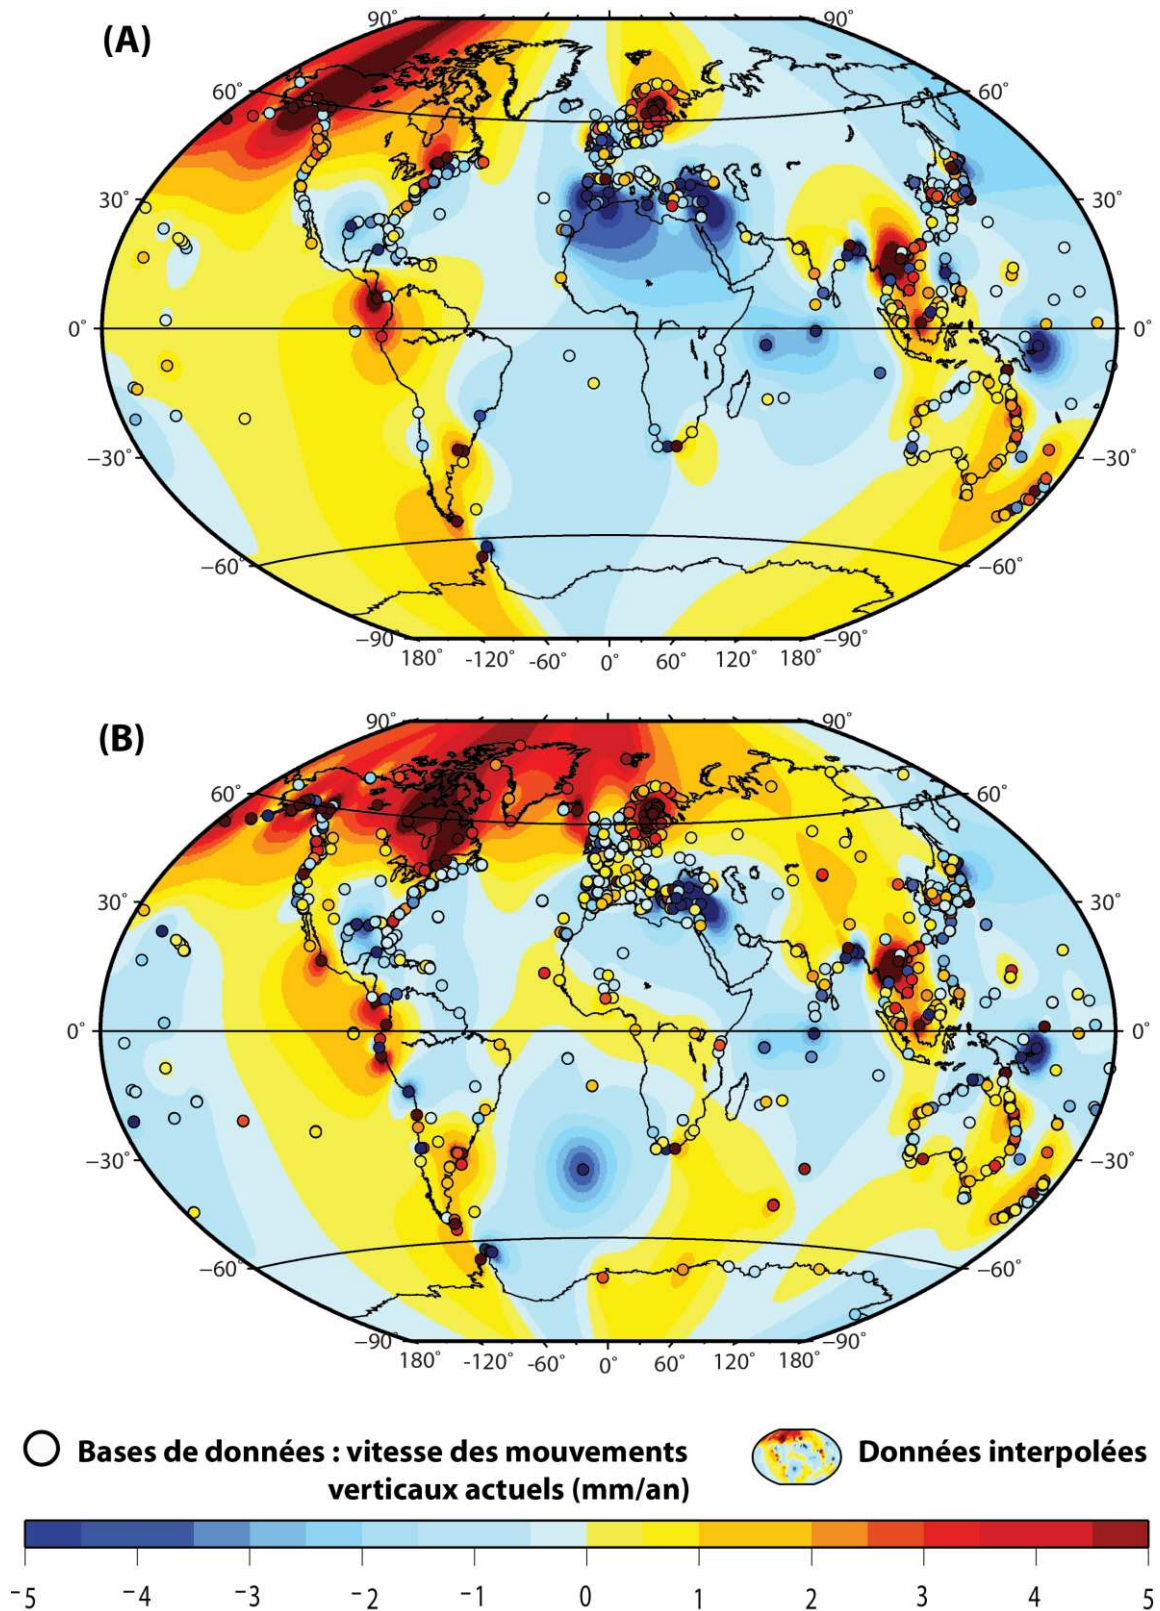 (A)
90° 90°
60° 60°
30° 30°
0° 0°
−30° −30°
−60° −60°
−90° −90°
180° -120° -60° 0° 60° 120° 180°
(B)
90° 90°
60° 60°
30° 30°
0° 0°
−30° −30°
−60° −60°
−90° −90°
180° -120° -60° 0° 60° 120° 180°
Bases de données : vitesse des mouvements
verticaux actuels (mm/an)
Données interpolées
-5 -4 -3 -2 -1 0 1 2 3 4 5